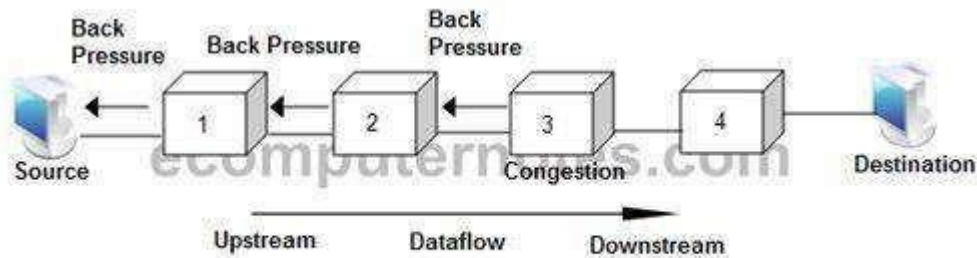 Back
Pressure
Back Pressure
Back
Pressure
1
2
3
4
Source
ecomputernotes.com
Congestion
Destination
Upstream
Dataflow
Downstream